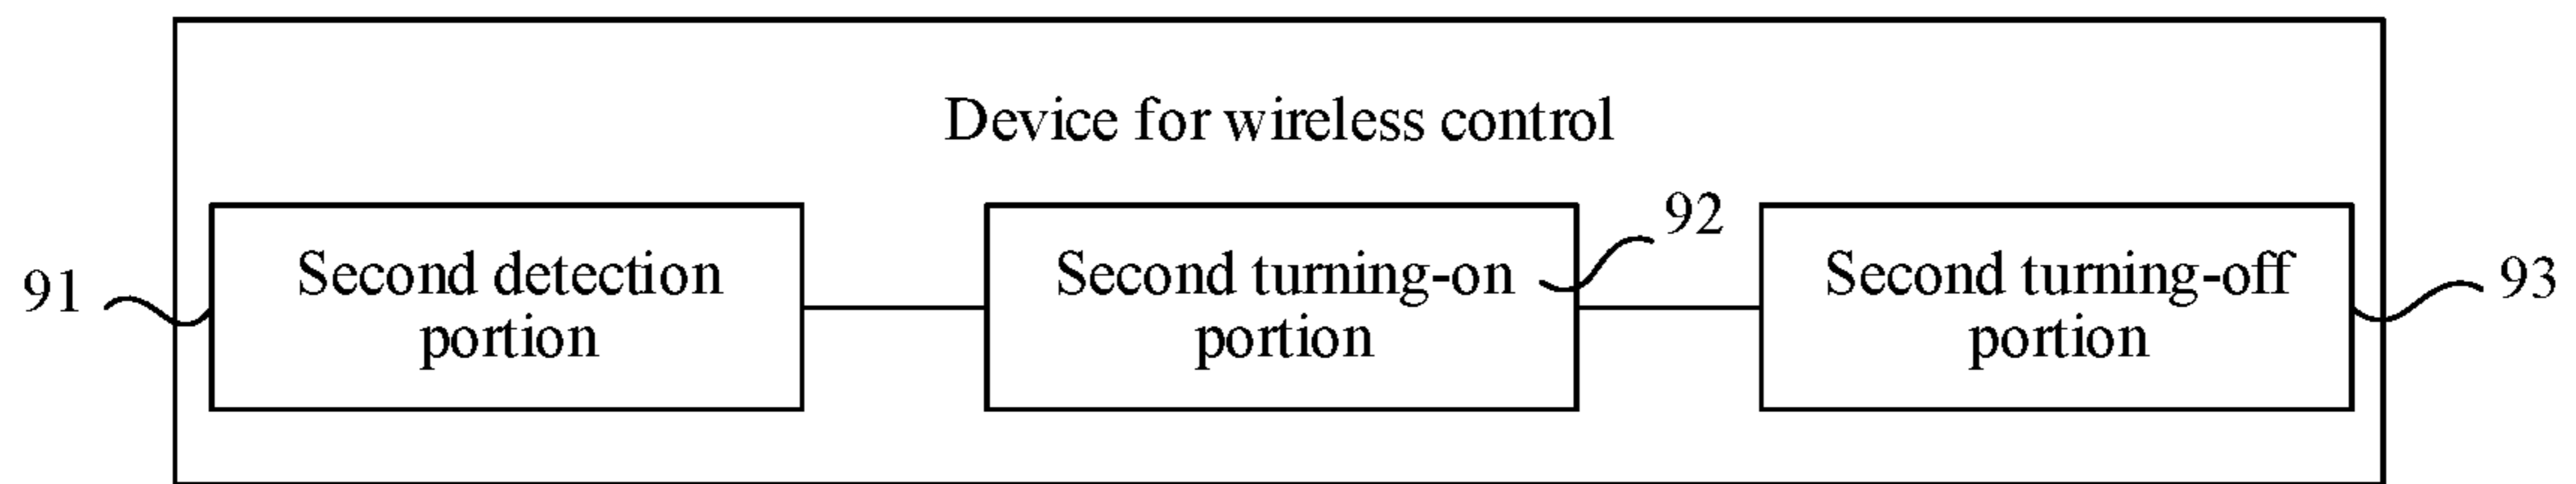 Device for wireless control
92
91
Second detection
portion
Second turning-on
portion
Second turning-off
portion
93